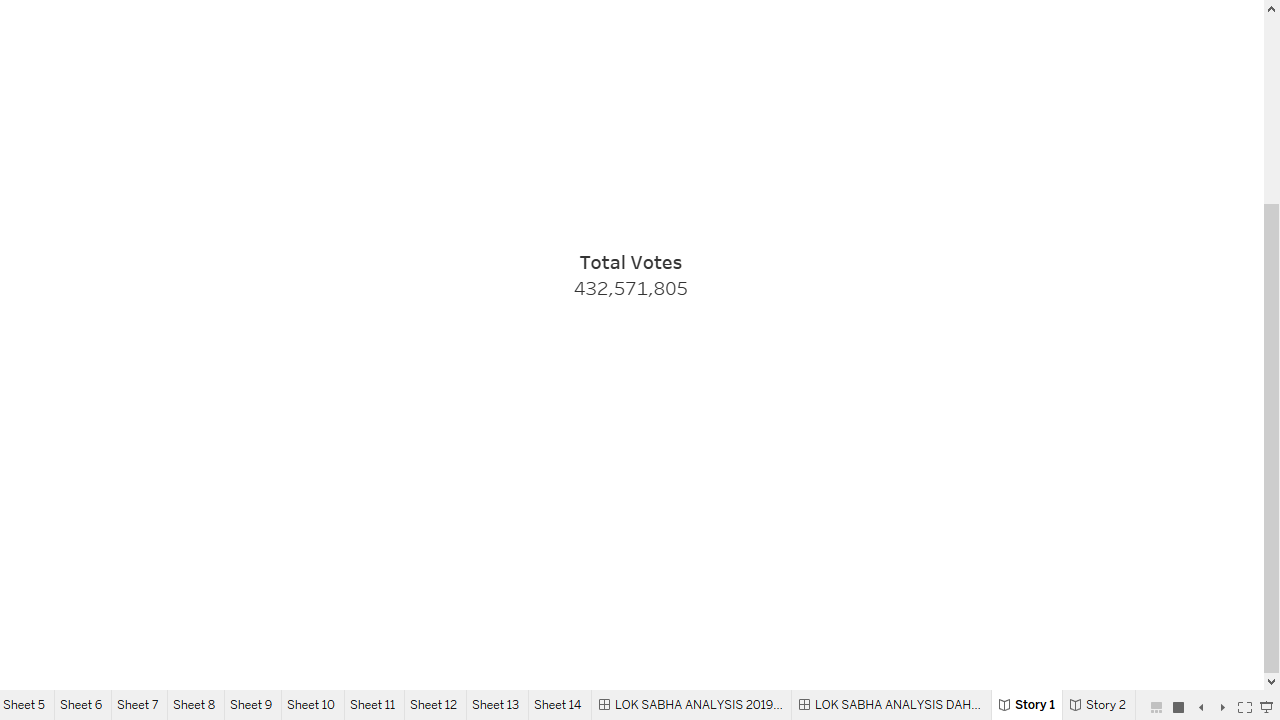 Total Votes
432,571,805
Sheet 5 Sheet 6 Sheet 7 Sheet 8 Sheet 9 Sheet 10 Sheet 11 Sheet 12 Sheet 13 Sheet 14 LOK SABHA ANALYSIS 2019... LOK SABHA ANALYSIS DAH... Story 1 Story 2